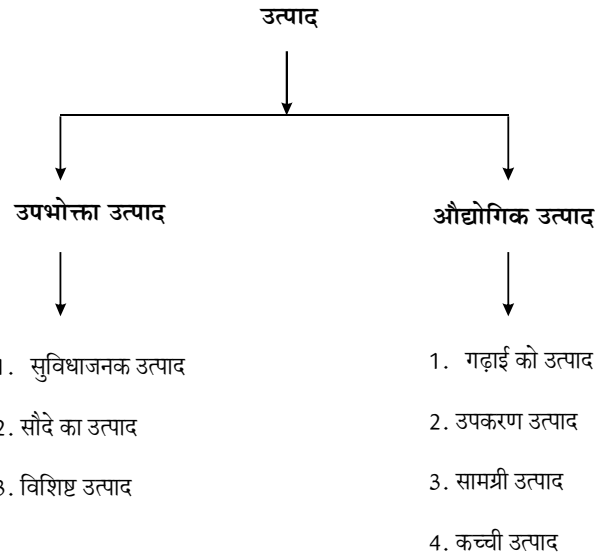 उत्पाद
उपभोक्ता उत्पाद
1. सुविधाजनक उत्पाद
2. सौदे का उत्पाद
3. विशिष्ट उत्पाद
औद्योगिक उत्पाद
1. गढ़ाई को उत्पाद
2. उपकरण उत्पाद
3. सामग्री उत्पाद
4. कच्ची उत्पाद